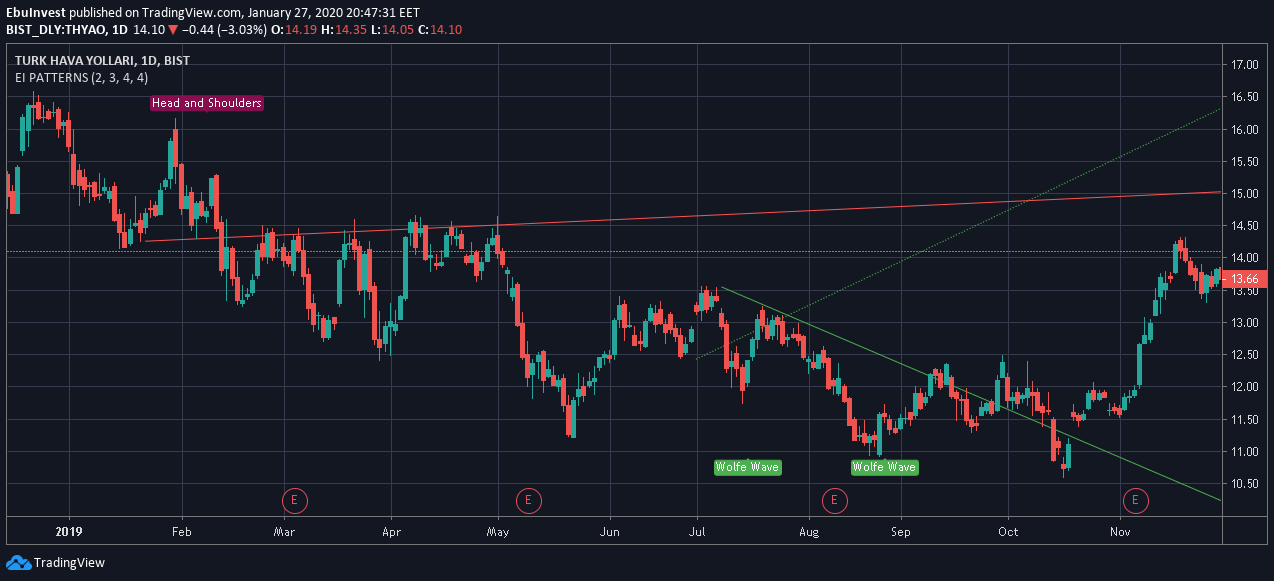 EbuInvest published on TradingView.com, January 27, 2020 20:47:31 EET
BIST_DLY:THYAO, 1D 14.10 ▼ −0.44 (−3.03%) O:14.19 H:14.35 L:14.05 C:14.10
TURK HAVA YOLLARI, 1D, BIST
EI PATTERNS (2, 3, 4, 4)
Head and Shoulders
17.00
16.50
16.00
15.50
15.00
14.50
14.00
13.66
13.50
13.00
12.50
12.00
11.50
11.00
10.50
Wolfe Wave Wolfe Wave
E E E E
2019 Feb Mar Apr May Jun Jul Aug Sep Oct Nov
TradingView